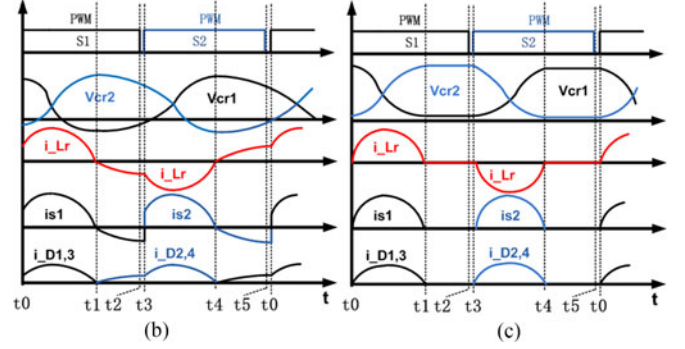 PWM PWM
S1 S2
Vcr2 Vcr1
i_Lr
i_Lr
is1 is2
i_D1,3 i_D2,4
t0 t1 t2 t3 t4 t5 t0 t
(b)
PWM PWM
S1 S2
Vcr2 Vcr1
i_Lr
i_Lr
is1 is2
i_D1,3 i_D2,4
t0 t1 t2 t3 t4 t5 t0 t
(c)